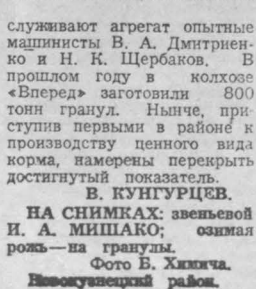 служивают агрегат опытные
машинисты В. А. Дмитриен-
ко и Н. К. Щербаков. В
прошлом году в колхозе
«Вперед» заготовили 800
тонн гранул. Нынче, при-
ступив первыми в районе к
производству ценного вида
корма, намерены перекрыть
достигнутый показатель.
В. КУНГУРЦЕВ.
НА СНИМКАХ: звеньевой
И. А. МИШАКО; озимая
рожь—на гранулы.
Фото Б. Химича.
Новокузнецкий район.